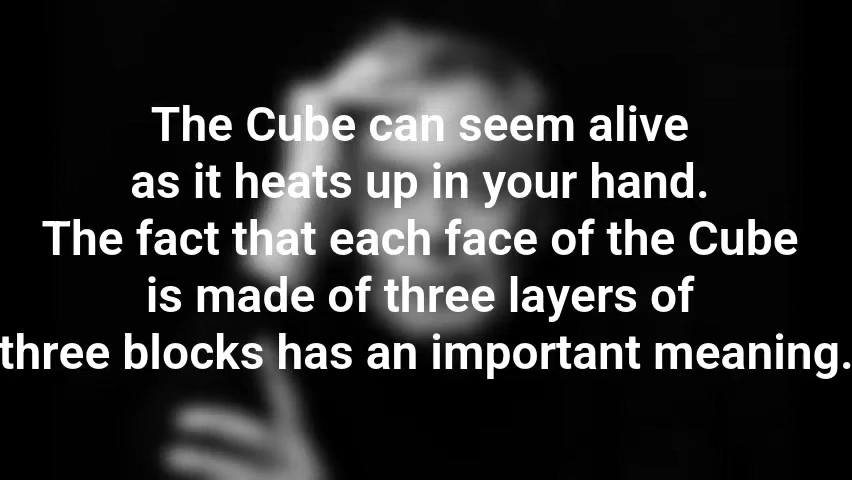 The Cube can seem alive
as it heats up in your hand.
The fact that each face of the Cube
is made of three layers of
three blocks has an important meaning.